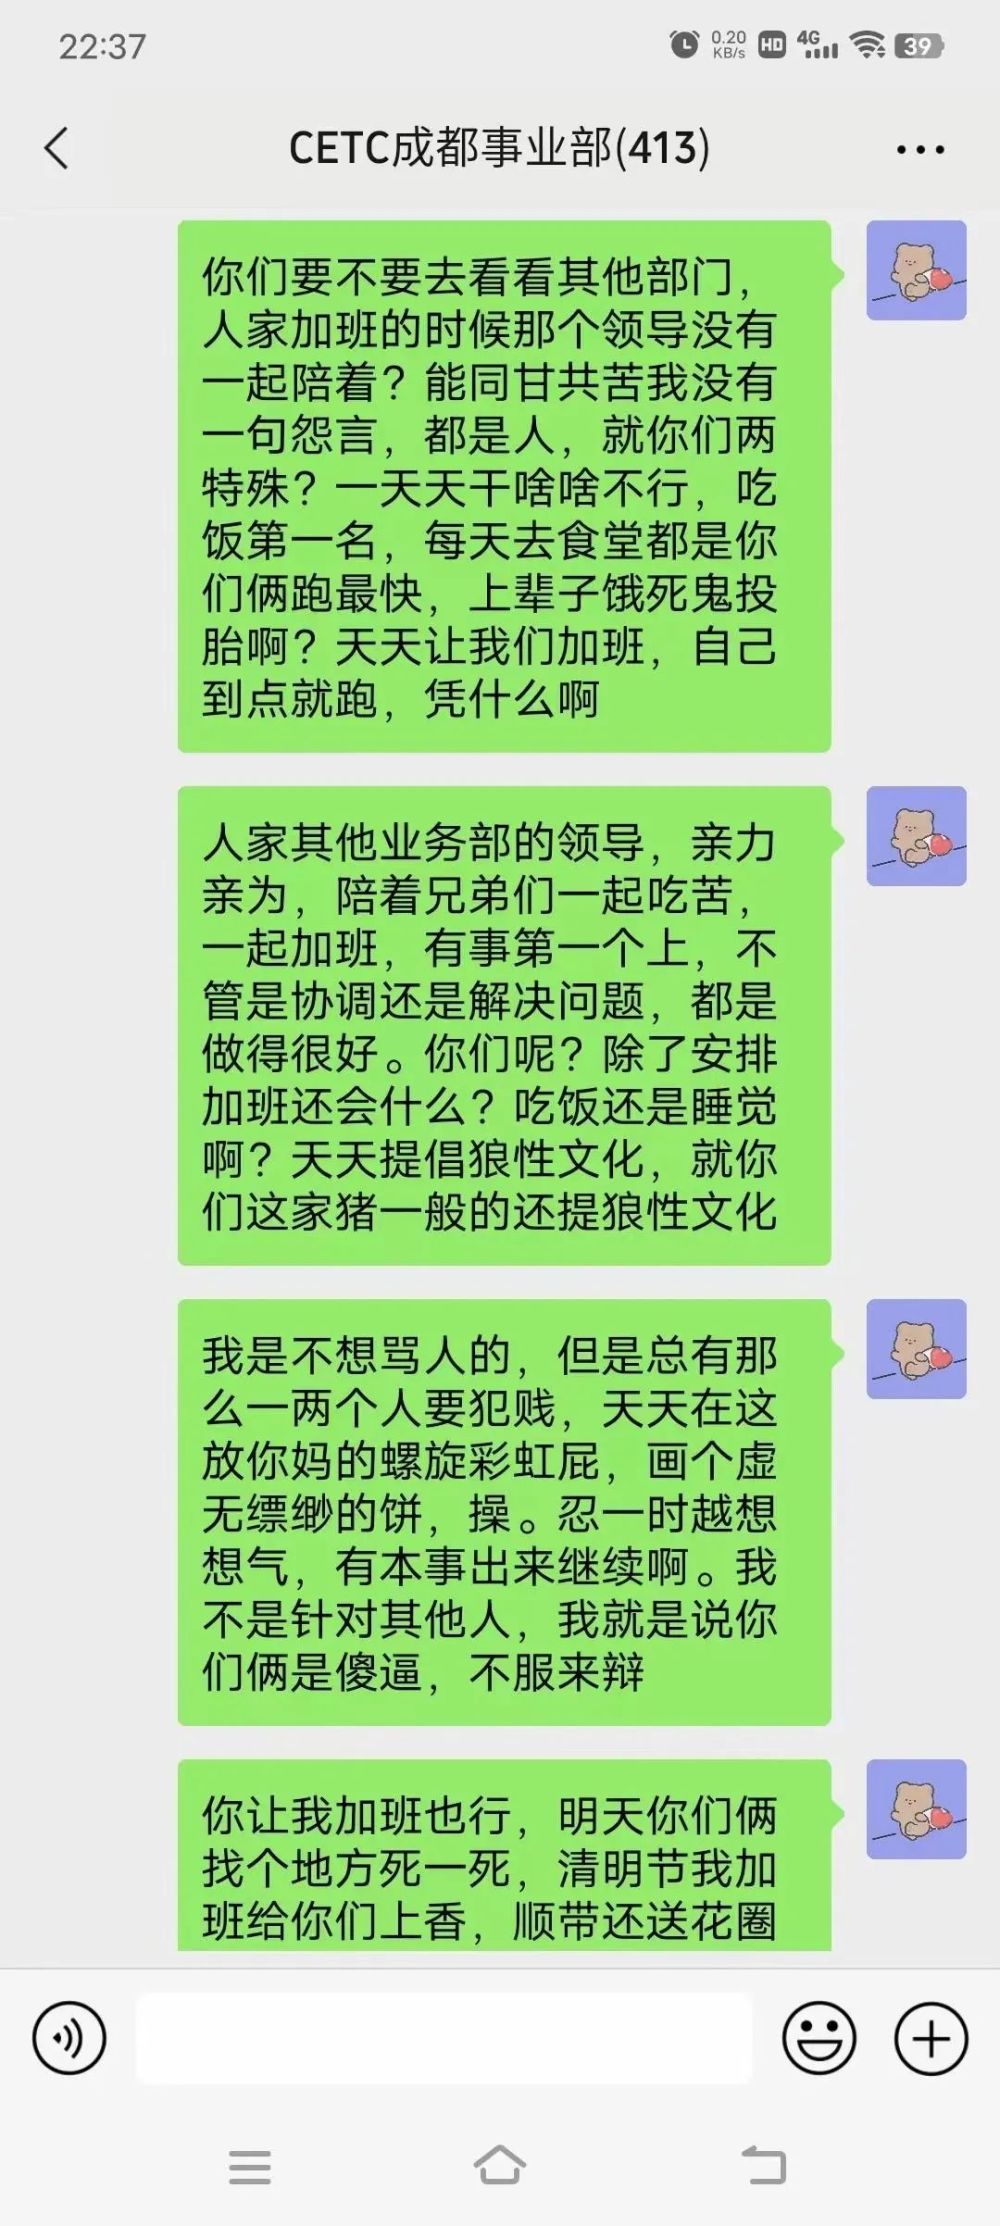 22:37
0.20 KB/s HD 4G 39
CETC成都事业部(413)
你们要不要去看看其他部门，
人家加班的时候那个领导没有
一起陪着？能同甘共苦我没有
一句怨言，都是人，就你们两
特殊？一天天干啥啥不行，吃
饭第一名，每天去食堂都是你
们俩跑最快，上辈子饿死鬼投
胎啊？天天让我们加班，自己
到点就跑，凭什么啊
人家其他业务部的领导，亲力
亲为，陪着兄弟们一起吃苦，
一起加班，有事第一个上，不
管是协调还是解决问题，都是
做得很好。你们呢？除了安排
加班还会什么？吃饭还是睡觉
啊？天天提倡狼性文化，就你
们这家猪一般的还提狼性文化
我是不想骂人的，但是总有那
么一两个人要犯贱，天天在这
放你妈的螺旋彩虹屁，画个虚
无缥缈的饼，操。忍一时越想
想气，有本事出来继续啊。我
不是针对其他人，我就是说你
们俩是傻逼，不服来辩
你让我加班也行，明天你们俩
找个地方死一死，清明节我加
班给你们上香，顺带还送花圈